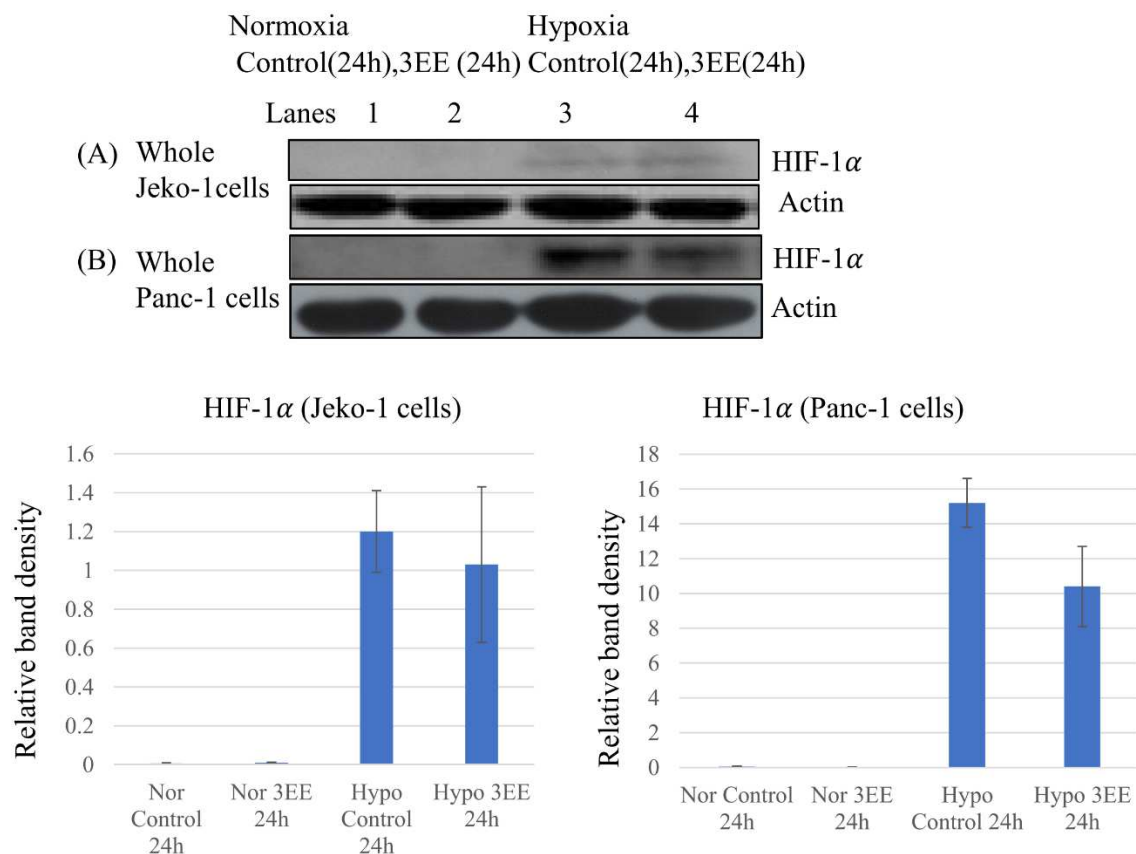 Normoxia Hypoxia
Control(24h),3EE (24h) Control(24h),3EE(24h)
Lanes 1 2 3 4
(A) Whole HIF-1α
Jeko-1cells Actin
(B) Whole HIF-1α
Panc-1 cells Actin
HIF-1α (Jeko-1 cells)
Relative band density
1.6
1.4
1.2
1
0.8
0.6
0.4
0.2
0
Nor Control 24h
Nor 3EE 24h
Hypo Control 24h
Hypo 3EE 24h
HIF-1α (Panc-1 cells)
Relative band density
18
16
14
12
10
8
6
4
2
0
Nor Control 24h
Nor 3EE 24h
Hypo Control 24h
Hypo 3EE 24h